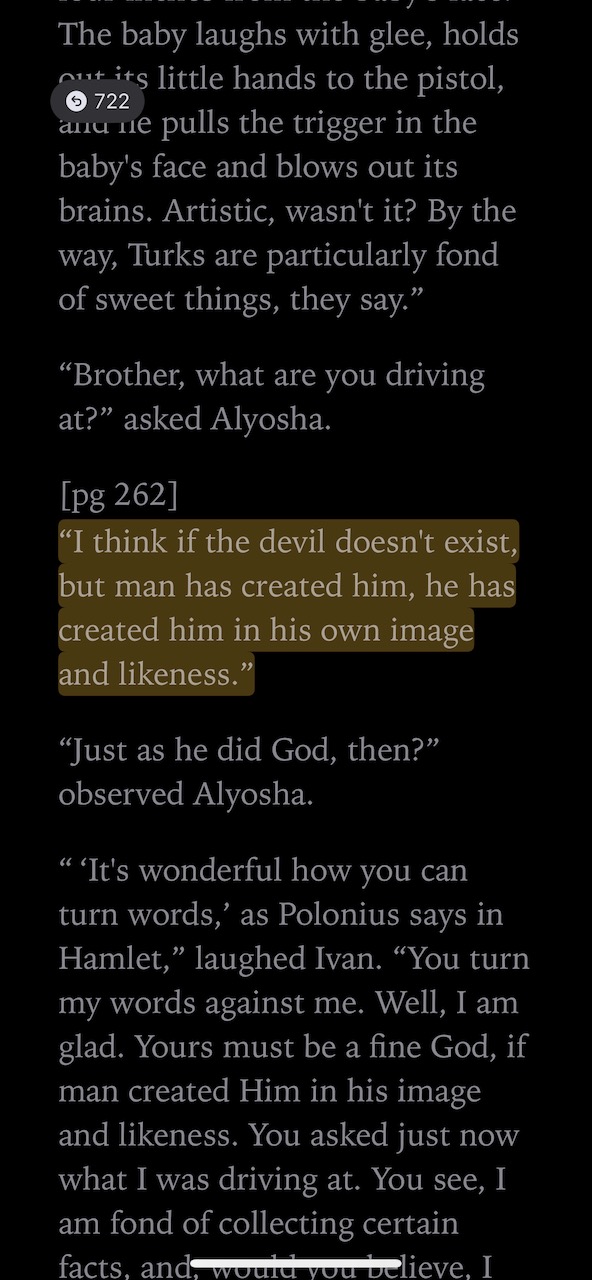 The baby laughs with glee, holds
out its little hands to the pistol,
722
and he pulls the trigger in the
baby's face and blows out its
brains. Artistic, wasn't it? By the
way, Turks are particularly fond
of sweet things, they say.”
“Brother, what are you driving
at?” asked Alyosha.
[pg 262]
“I think if the devil doesn't exist,
but man has created him, he has
created him in his own image
and likeness.”
“Just as he did God, then?”
observed Alyosha.
“ ‘It's wonderful how you can
turn words,’ as Polonius says in
Hamlet,” laughed Ivan. “You turn
my words against me. Well, I am
glad. Yours must be a fine God, if
man created Him in his image
and likeness. You asked just now
what I was driving at. You see, I
am fond of collecting certain
facts, and, would you believe, I